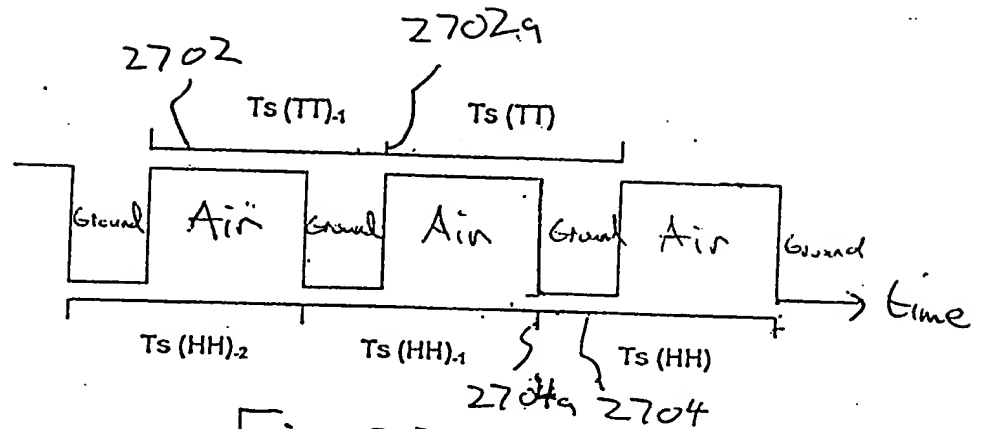 2702 2702a
Ts (TT)-1 Ts (TT)
Ground Air Ground Air Ground Air Ground
time
Ts (HH)-2 Ts (HH)-1 Ts (HH)
2704a 2704